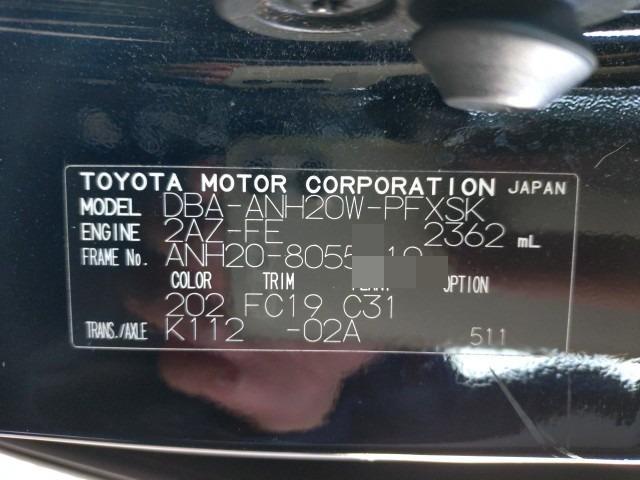 TOYOTA MOTOR CORPORATION JAPAN
MODEL DBA-ANH20W-PFXSK
ENGINE 2AZ-FE 2362 mL
FRAME No. ANH20-8055
COLOR TRIM
202 FC19 C31
TRANS./AXLE K112 -02A 511